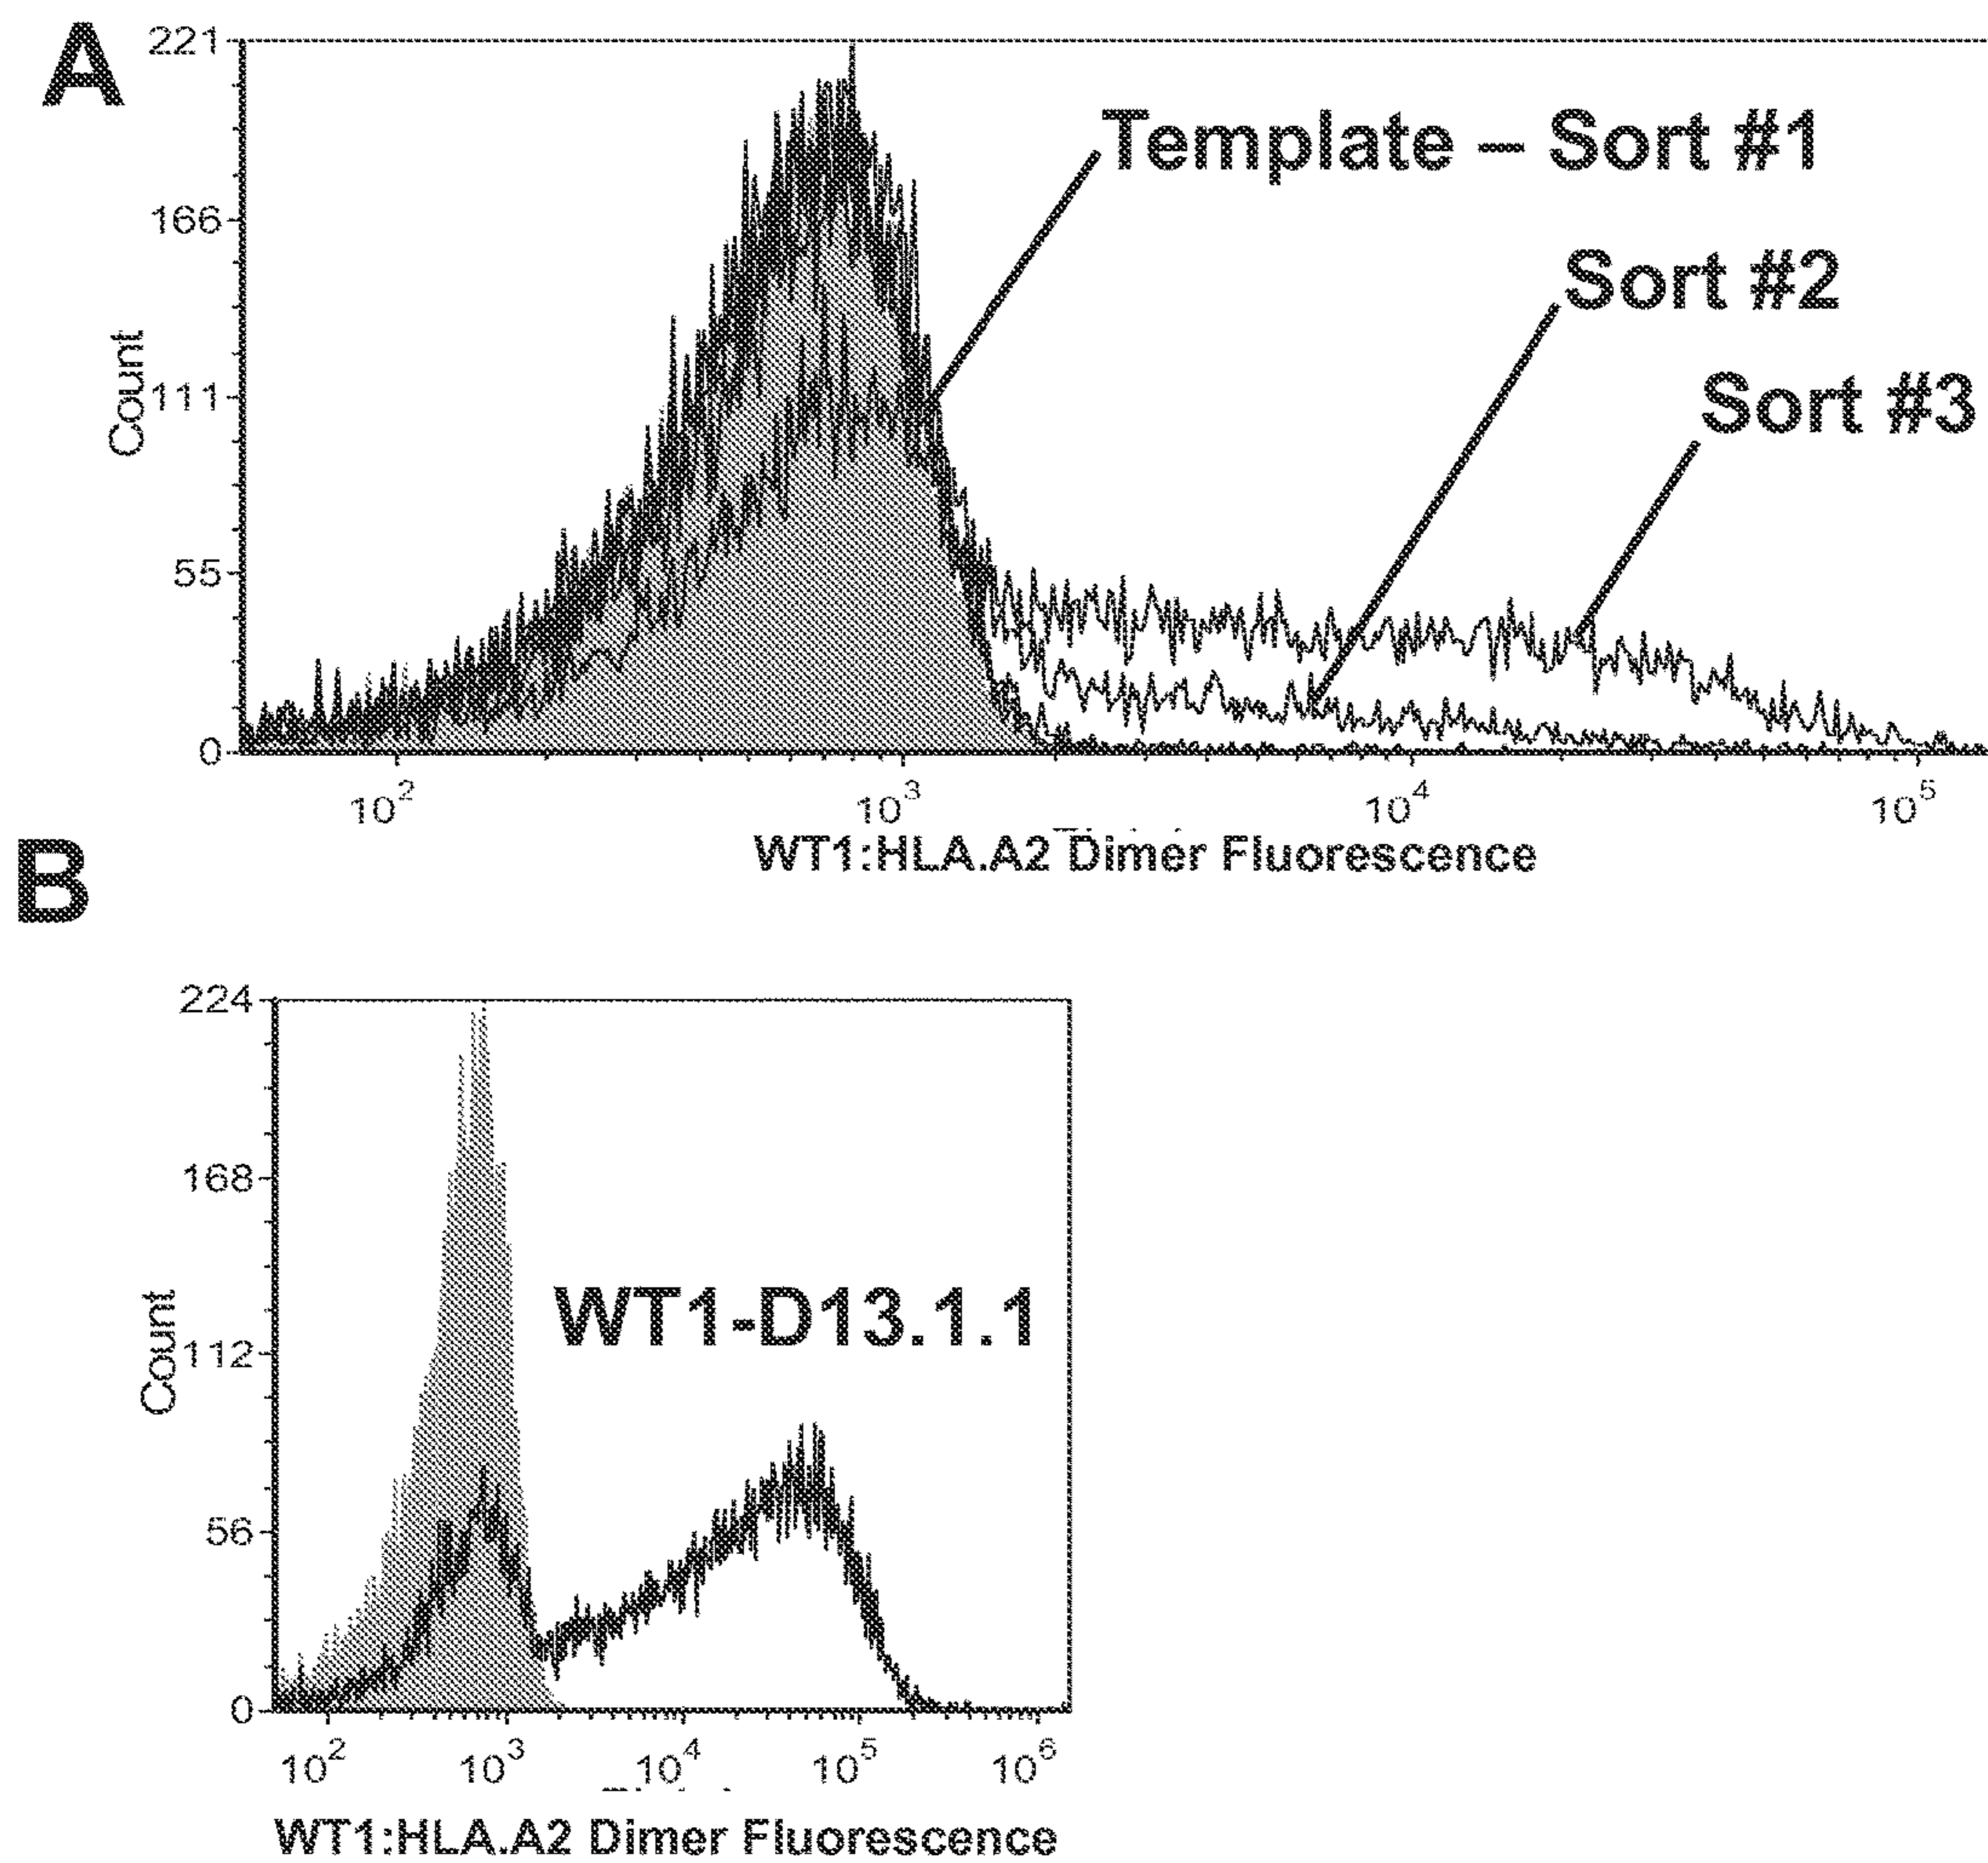 A
221
166
111
55
0
Count
Template – Sort #1
Sort #2
Sort #3
10² 10³ 10⁴ 10⁵
WT1:HLA.A2 Dimer Fluorescence
B
224
168
112
56
0
Count
WT1-D13.1.1
10² 10³ 10⁴ 10⁵ 10⁶
WT1:HLA.A2 Dimer Fluorescence